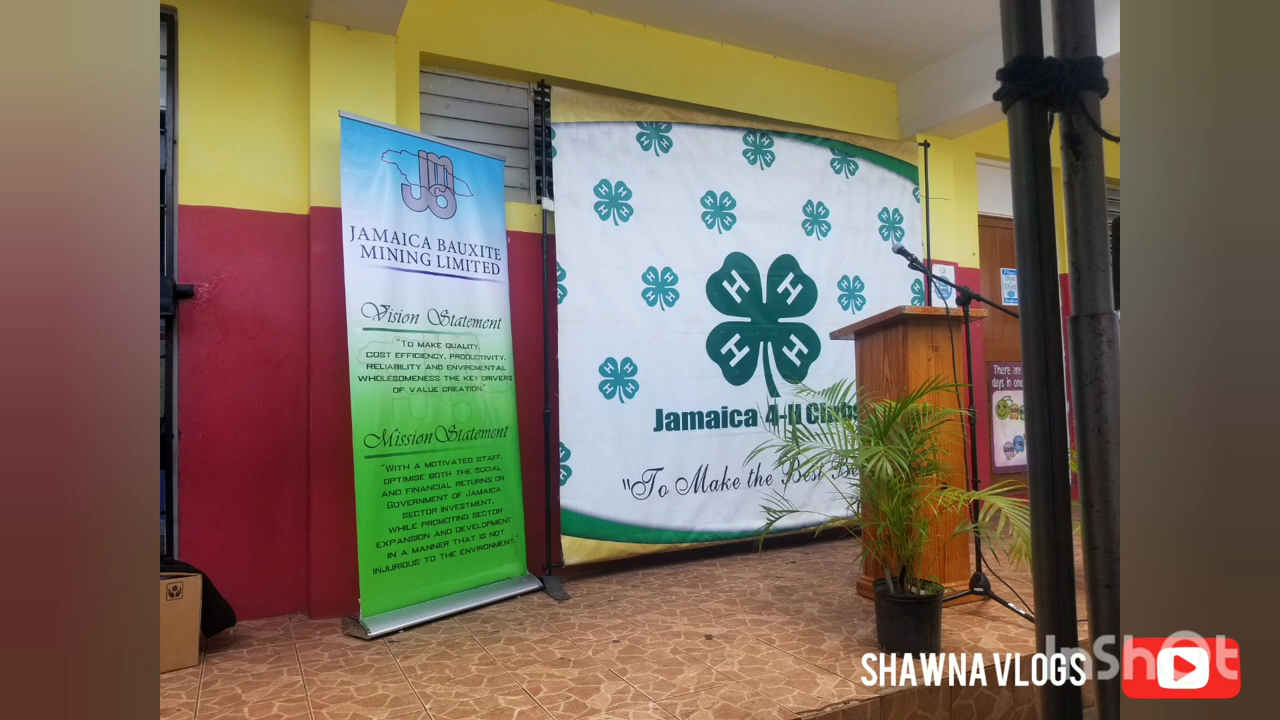 JMCO
JAMAICA BAUXITE
MINING LIMITED
Vision Statement
"TO MAKE QUALITY,
COST EFFICIENCY, PRODUCTIVITY,
RELIABILITY AND ENVIROMENTAL
WHOLESOMENESS THE KEY DRIVERS
OF VALUE CREATION."
Mission Statement
"WITH A MOTIVATED STAFF,
OPTIMISE BOTH THE SOCIAL
AND FINANCIAL RETURNS ON
GOVERNMENT OF JAMAICA
SECTOR INVESTMENT,
WHILE PROMOTING SECTOR
EXPANSION AND DEVELOPMENT
IN A MANNER THAT IS NOT
INJURIOUS TO THE ENVIRONMENT."
H H H H
Jamaica 4-H Clubs
"To Make the Best Be
There are
days in one
SHAWNA VLOGS
InShOt